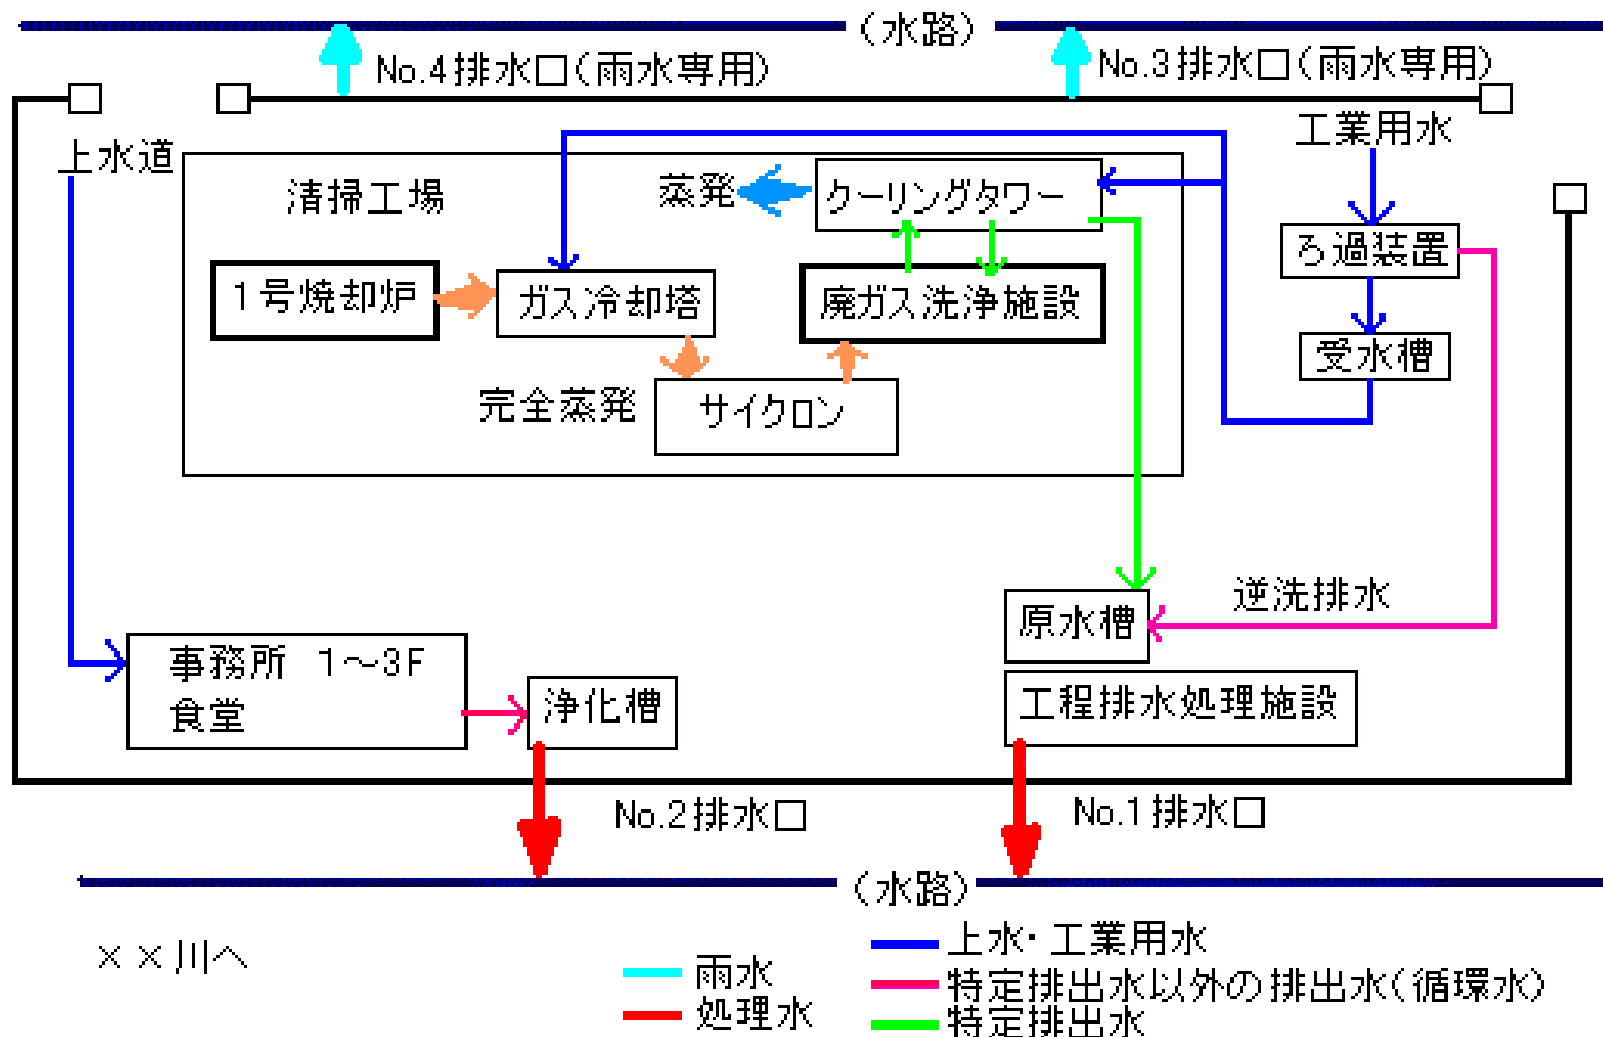 (水路)
No.4排水口(雨水専用)
No.3排水口(雨水専用)
上水道
工業用水
清掃工場
蒸発
クーリングタワー
ろ過装置
1号焼却炉
ガス冷却塔
廃ガス洗浄施設
受水槽
完全蒸発
サイクロン
逆洗排水
原水槽
事務所 1～3F
食堂
浄化槽
工程排水処理施設
No.2排水口
No.1排水口
(水路)
××川へ
雨水
処理水
上水・工業用水
特定排出水以外の排出水(循環水)
特定排出水